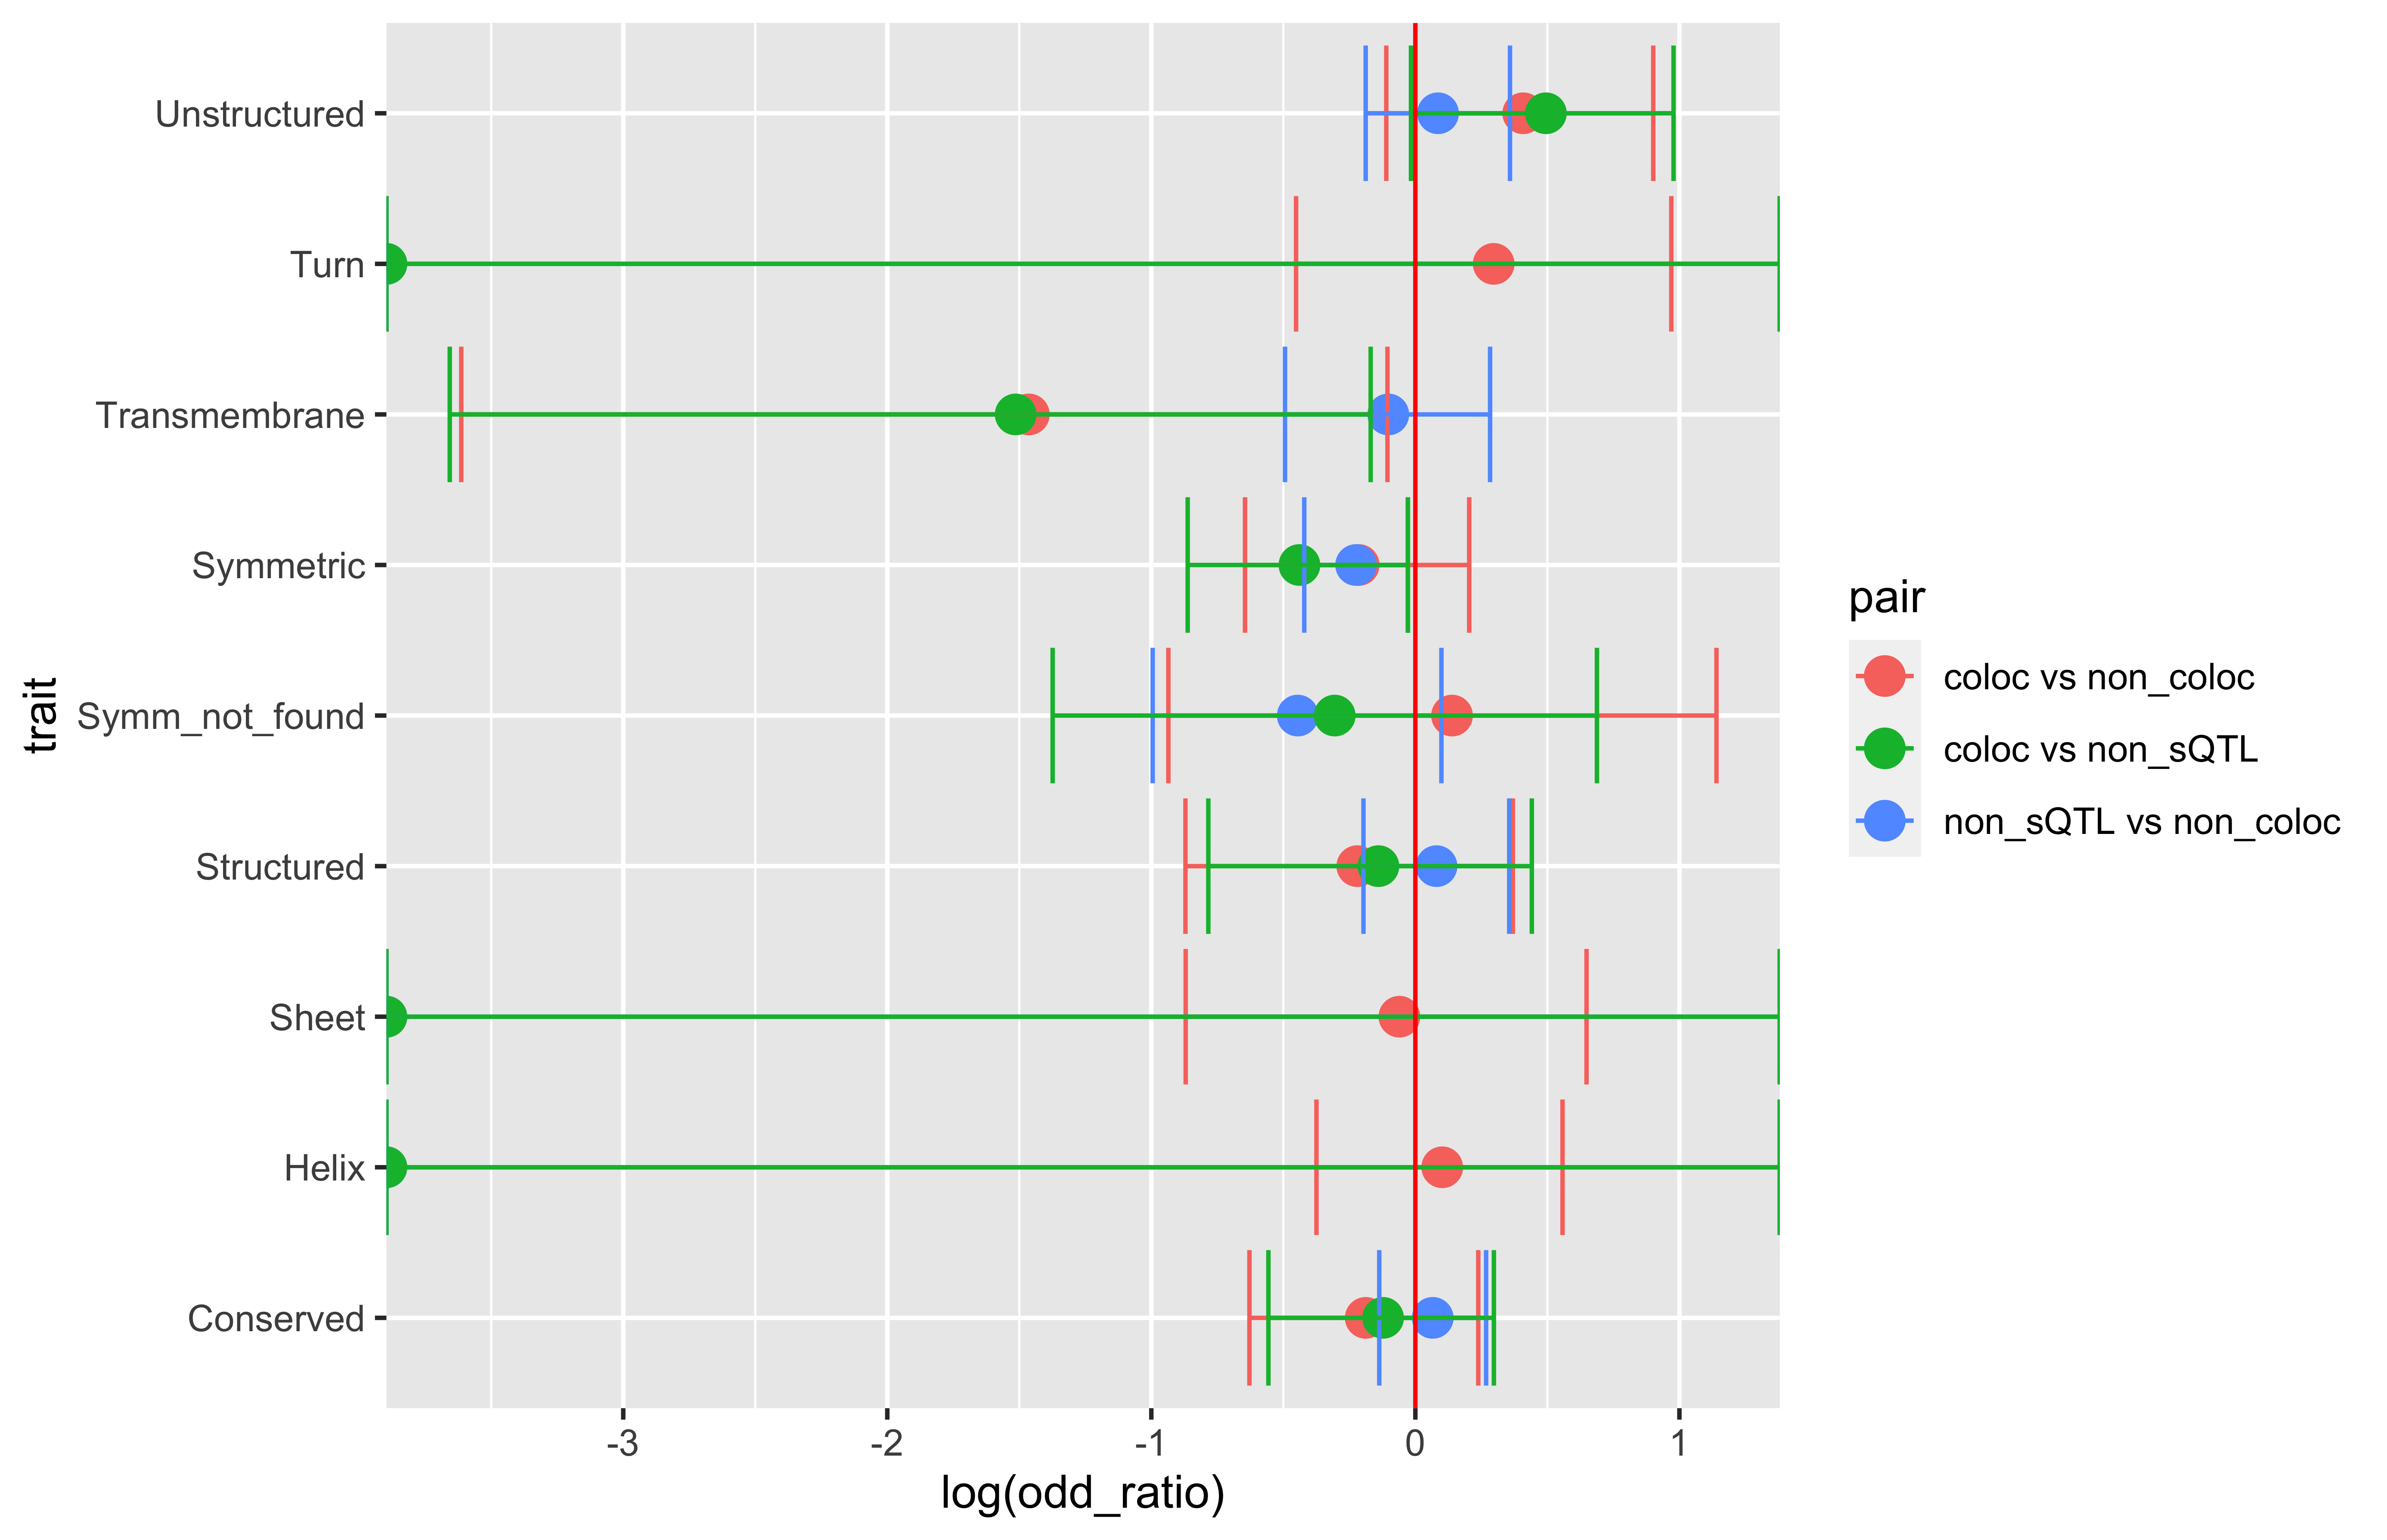 trait
Unstructured
Turn
Transmembrane
Symmetric
Symm_not_found
Structured
Sheet
Helix
Conserved
-3 -2 -1 0 1
log(odd_ratio)
pair
coloc vs non_coloc
coloc vs non_sQTL
non_sQTL vs non_coloc